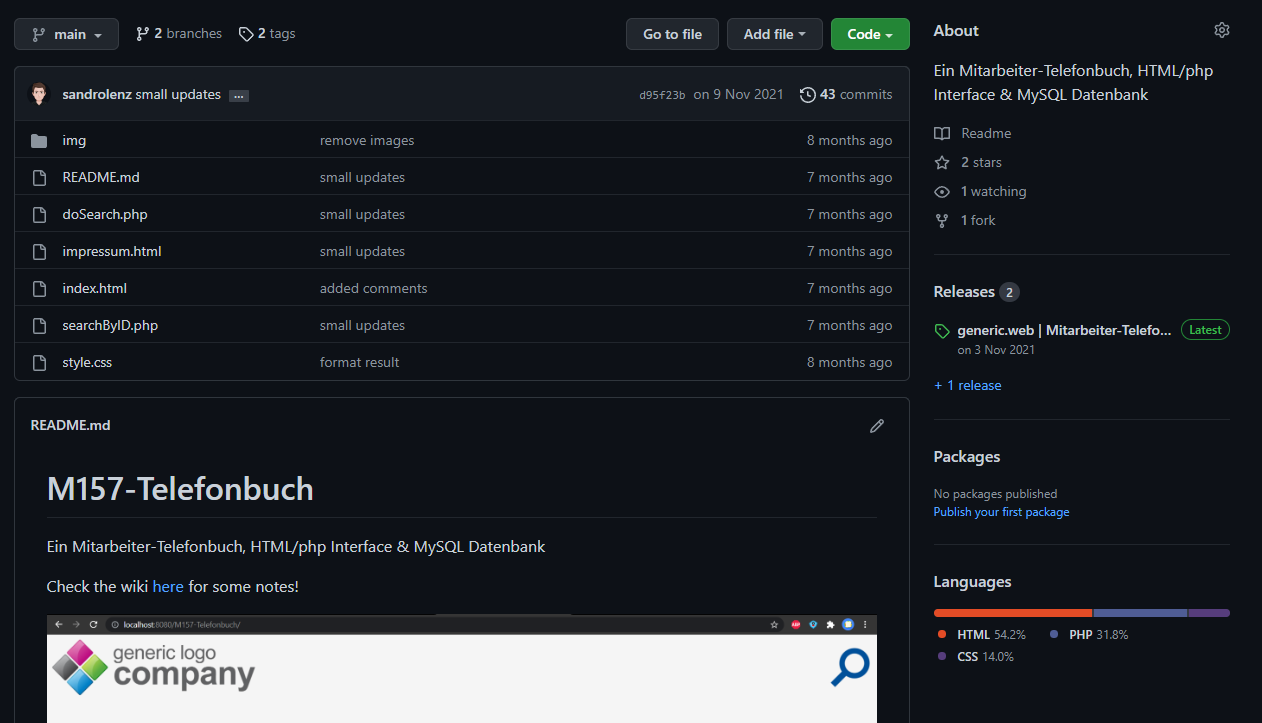 main
2 branches
2 tags
Go to file
Add file
Code
sandrolenz small updates ...
d95f23b on 9 Nov 2021
43 commits
img remove images 8 months ago
README.md small updates 7 months ago
doSearch.php small updates 7 months ago
impressum.html small updates 7 months ago
index.html added comments 7 months ago
searchByID.php small updates 7 months ago
style.css format result 8 months ago
README.md
M157-Telefonbuch
Ein Mitarbeiter-Telefonbuch, HTML/php Interface & MySQL Datenbank
Check the wiki here for some notes!
localhost:8080/M157-Telefonbuch/
ABP
generic logo
company
About
Ein Mitarbeiter-Telefonbuch, HTML/php
Interface & MySQL Datenbank
Readme
2 stars
1 watching
1 fork
Releases 2
generic.web | Mitarbeiter-Telefo... Latest
on 3 Nov 2021
+ 1 release
Packages
No packages published
Publish your first package
Languages
HTML 54.2% PHP 31.8%
CSS 14.0%